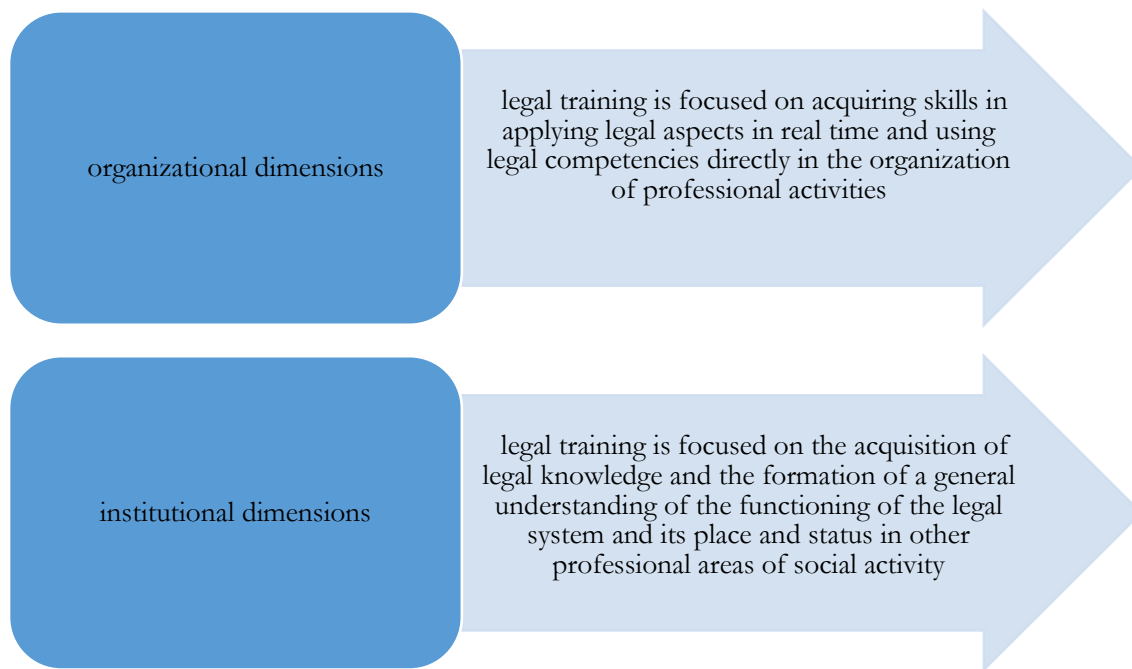 organizational dimensions
legal training is focused on acquiring skills in
applying legal aspects in real time and using
legal competencies directly in the organization
of professional activities
institutional dimensions
legal training is focused on the acquisition of
legal knowledge and the formation of a general
understanding of the functioning of the legal
system and its place and status in other
professional areas of social activity